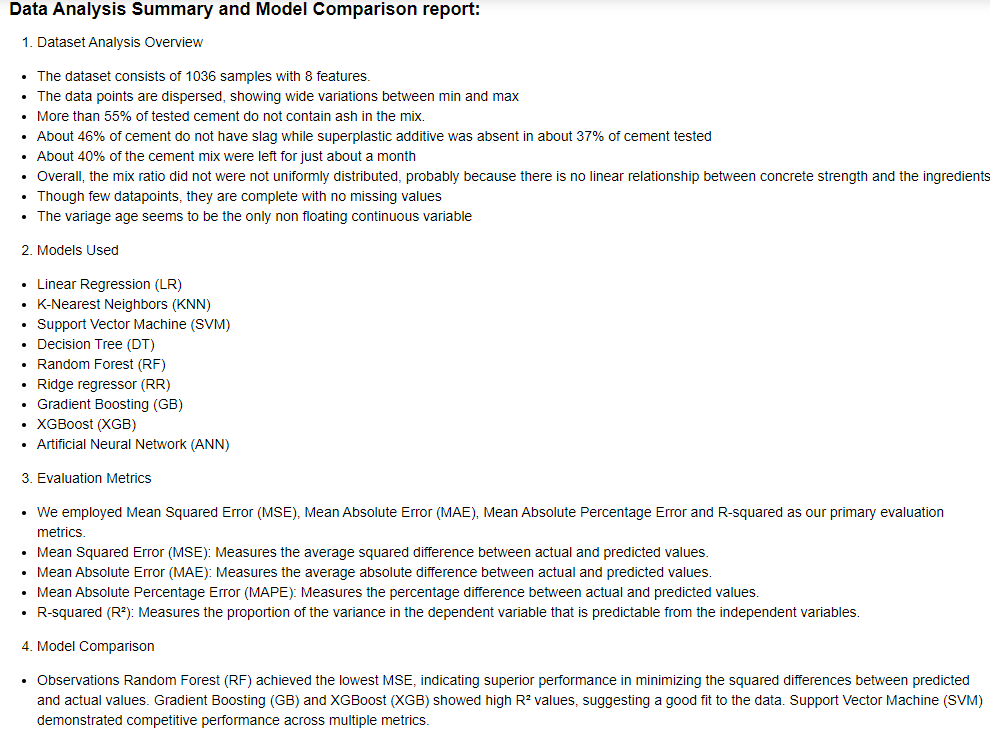 Data Analysis Summary and Model Comparison report:
1. Dataset Analysis Overview
• The dataset consists of 1036 samples with 8 features.
• The data points are dispersed, showing wide variations between min and max
• More than 55% of tested cement do not contain ash in the mix.
• About 46% of cement do not have slag while superplastic additive was absent in about 37% of cement tested
• About 40% of the cement mix were left for just about a month
• Overall, the mix ratio did not were not uniformly distributed, probably because there is no linear relationship between concrete strength and the ingredients
• Though few datapoints, they are complete with no missing values
• The variage age seems to be the only non floating continuous variable
2. Models Used
• Linear Regression (LR)
• K-Nearest Neighbors (KNN)
• Support Vector Machine (SVM)
• Decision Tree (DT)
• Random Forest (RF)
• Ridge regressor (RR)
• Gradient Boosting (GB)
• XGBoost (XGB)
• Artificial Neural Network (ANN)
3. Evaluation Metrics
• We employed Mean Squared Error (MSE), Mean Absolute Error (MAE), Mean Absolute Percentage Error and R-squared as our primary evaluation
metrics.
• Mean Squared Error (MSE): Measures the average squared difference between actual and predicted values.
• Mean Absolute Error (MAE): Measures the average absolute difference between actual and predicted values.
• Mean Absolute Percentage Error (MAPE): Measures the percentage difference between actual and predicted values.
• R-squared (R²): Measures the proportion of the variance in the dependent variable that is predictable from the independent variables.
4. Model Comparison
• Observations Random Forest (RF) achieved the lowest MSE, indicating superior performance in minimizing the squared differences between predicted
and actual values. Gradient Boosting (GB) and XGBoost (XGB) showed high R² values, suggesting a good fit to the data. Support Vector Machine (SVM)
demonstrated competitive performance across multiple metrics.